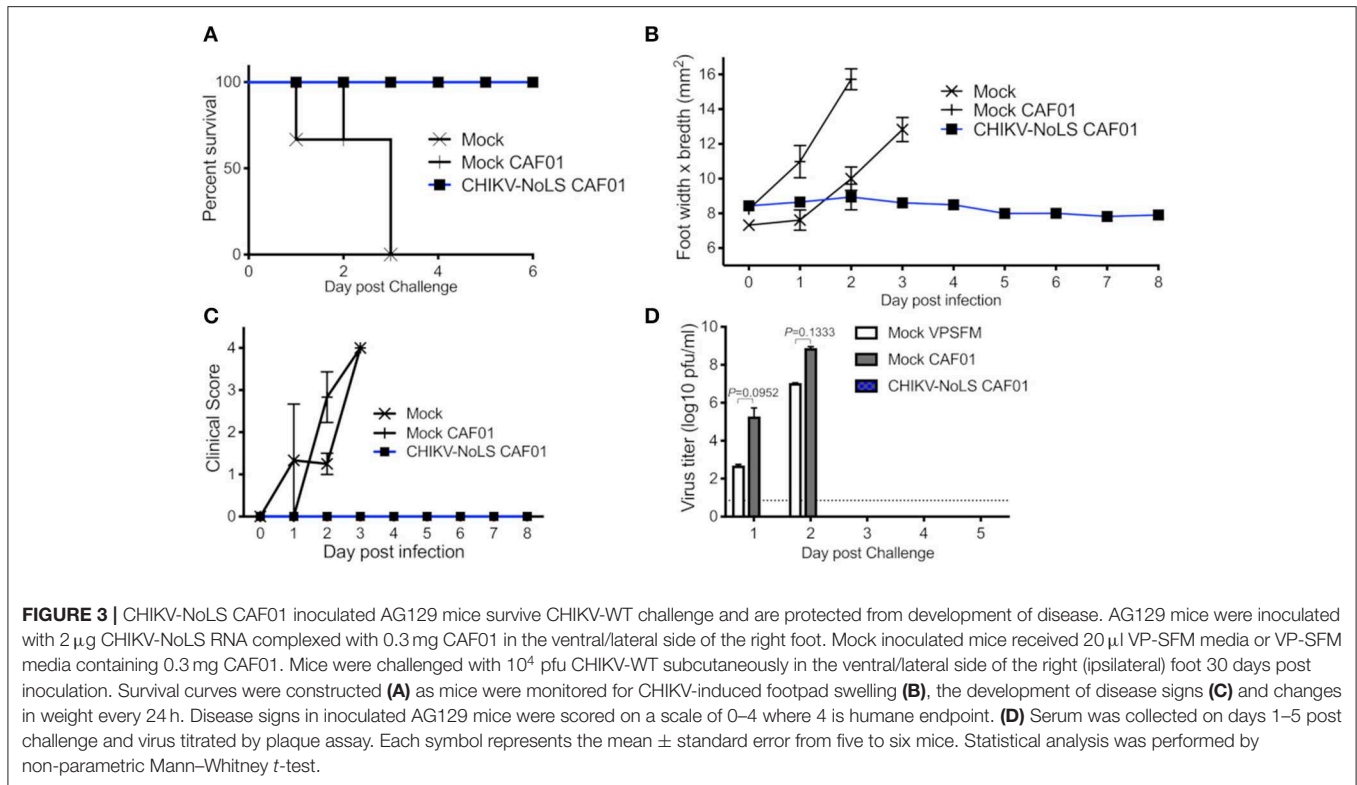 A
Percent survival
100
50
0
0 2 4 6
Day post Challenge
Mock
Mock CAF01
CHIKV-NoLS CAF01
B
Foot width x bredth (mm²)
16
14
12
10
8
6
0 1 2 3 4 5 6 7 8
Day post infection
Mock
Mock CAF01
CHIKV-NoLS CAF01
C
Clinical Score
4
3
2
1
0
0 1 2 3 4 5 6 7 8
Day post infection
Mock
Mock CAF01
CHIKV-NoLS CAF01
D
Virus titer (log10 pfu/ml)
10
8
6
4
2
0
P=0.0952
P=0.1333
1 2 3 4 5
Day post Challenge
Mock VPSFM
Mock CAF01
CHIKV-NoLS CAF01
FIGURE 3 | CHIKV-NoLS CAF01 inoculated AG129 mice survive CHIKV-WT challenge and are protected from development of disease. AG129 mice were inoculated
with 2 μg CHIKV-NoLS RNA complexed with 0.3 mg CAF01 in the ventral/lateral side of the right foot. Mock inoculated mice received 20 μl VP-SFM media or VP-SFM
media containing 0.3 mg CAF01. Mice were challenged with 10⁴ pfu CHIKV-WT subcutaneously in the ventral/lateral side of the right (ipsilateral) foot 30 days post
inoculation. Survival curves were constructed (A) as mice were monitored for CHIKV-induced footpad swelling (B), the development of disease signs (C) and changes
in weight every 24 h. Disease signs in inoculated AG129 mice were scored on a scale of 0–4 where 4 is humane endpoint. (D) Serum was collected on days 1–5 post
challenge and virus titrated by plaque assay. Each symbol represents the mean ± standard error from five to six mice. Statistical analysis was performed by
non-parametric Mann–Whitney t-test.